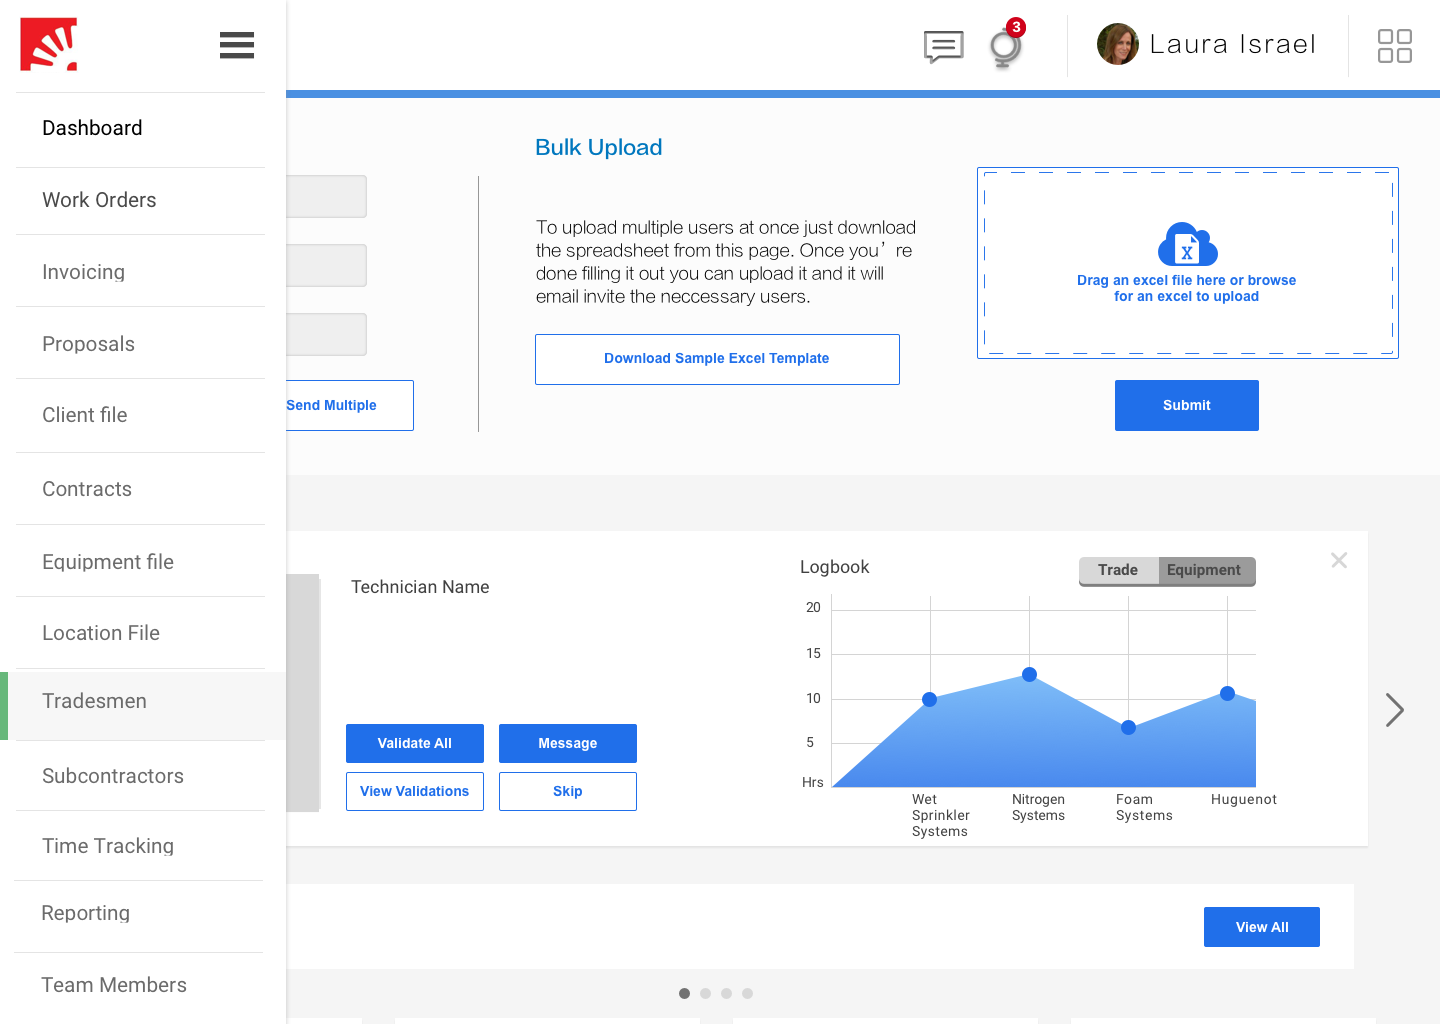 3
Laura Israel
Dashboard
Work Orders
Invoicing
Proposals
Client file
Contracts
Equipment file
Location File
Tradesmen
Subcontractors
Time Tracking
Reporting
Team Members
Send Multiple
Bulk Upload
To upload multiple users at once just download
the spreadsheet from this page. Once you’re
done filling it out you can upload it and it will
email invite the neccessary users.
Download Sample Excel Template
X
Drag an excel file here or browse
for an excel to upload
Submit
Technician Name
Validate All
Message
View Validations
Skip
Logbook
Trade
Equipment
20
15
10
5
Hrs
Wet
Sprinkler
Systems
Nitrogen
Systems
Foam
Systems
Huguenot
View All